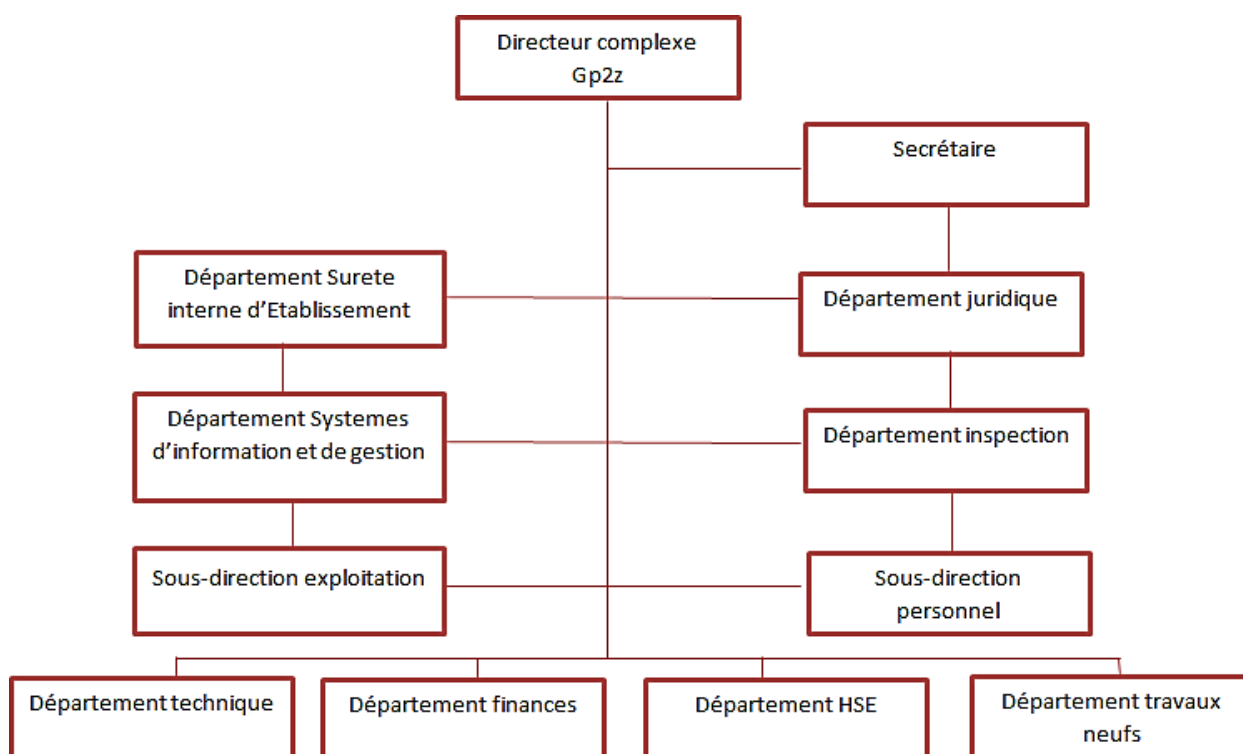 Directeur complexe
Gp2z
Secrétaire
Département Surete
interne d'Etablissement
Département juridique
Département Systemes
d'information et de gestion
Département inspection
Sous-direction exploitation
Sous-direction
personnel
Département technique
Département finances
Département HSE
Département travaux
neufs